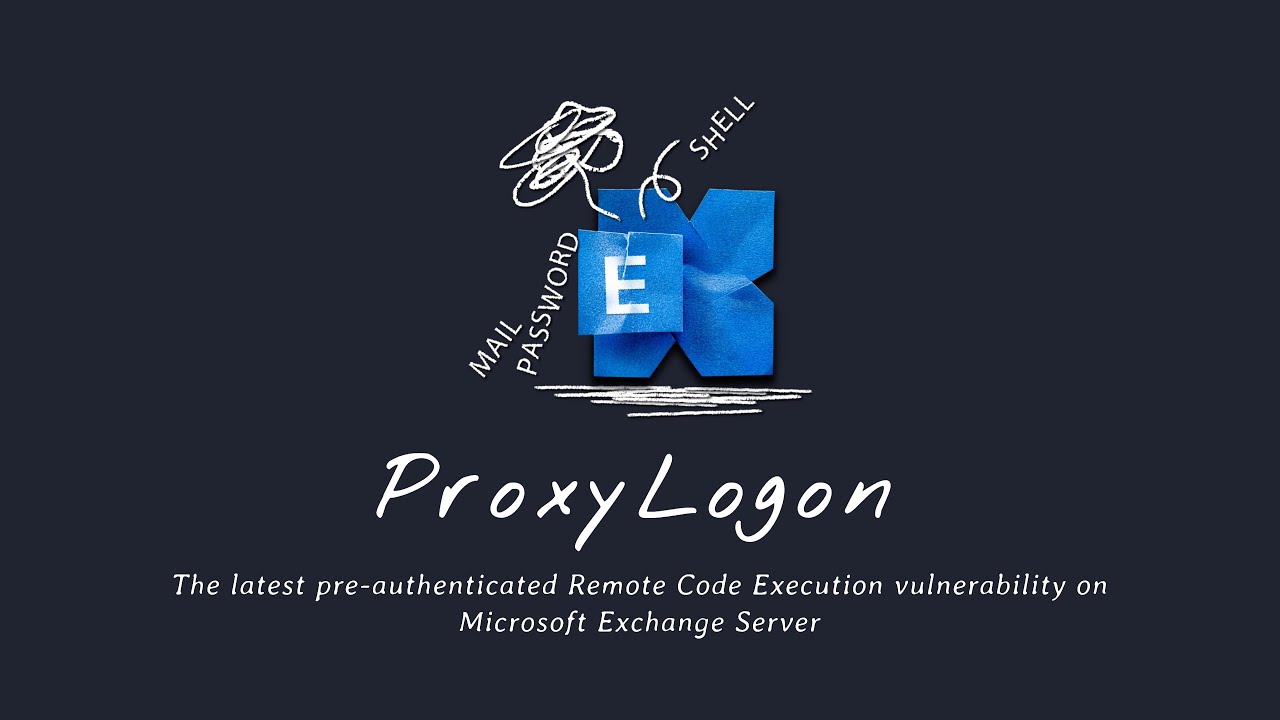 SHELL
E
MAIL
PASSWORD
ProxyLogon
The latest pre-authenticated Remote Code Execution vulnerability on
Microsoft Exchange Server